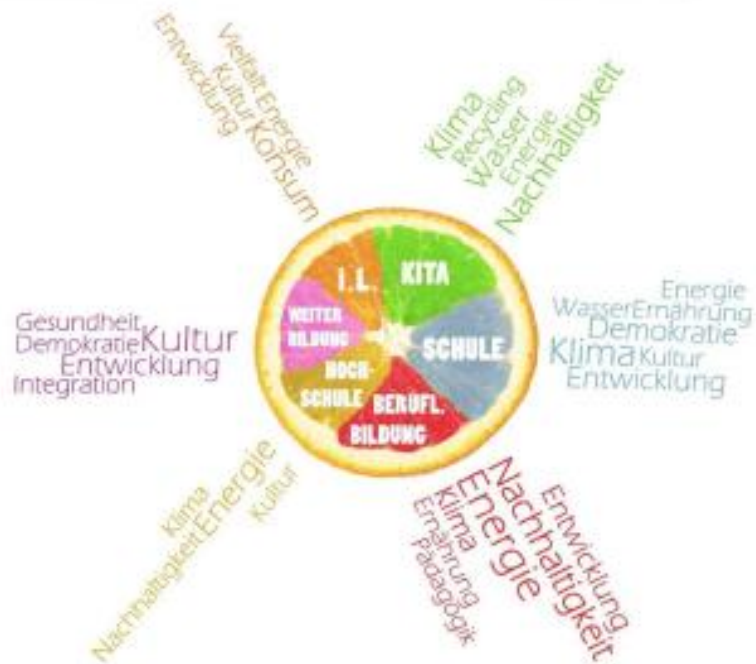 Vielfalt Energie
Kultur Konsum
Entwicklung
Klima
Recycling
Wasser
Energie
Nachhaltigkeit
I.L.
KITA
WEITER
BILDUNG
SCHULE
HOCH-
SCHULE
BERUFL.
BILDUNG
Gesundheit
Demokratie Kultur
Entwicklung
Integration
Energie
Wasser Ernährung
Demokratie
Klima Kultur
Entwicklung
Klima
Nachhaltigkeit Energie
Kultur
Entwicklung
Nachhaltigkeit
Energie
Klima
Ernährung
Pädagogik